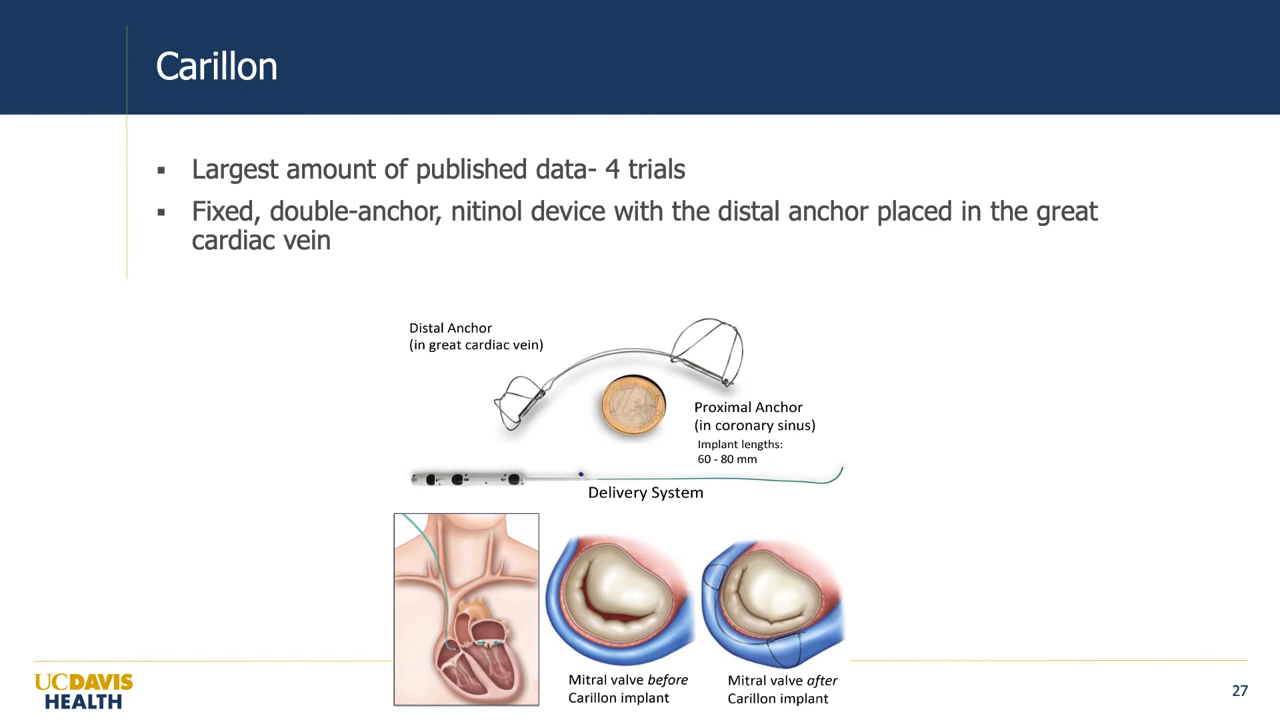 Carillon
▪ Largest amount of published data- 4 trials
▪ Fixed, double-anchor, nitinol device with the distal anchor placed in the great
cardiac vein
Distal Anchor
(in great cardiac vein)
Proximal Anchor
(in coronary sinus)
Implant lengths:
60 - 80 mm
Delivery System
Mitral valve before
Carillon implant
Mitral valve after
Carillon implant
UCDAVIS
HEALTH
27